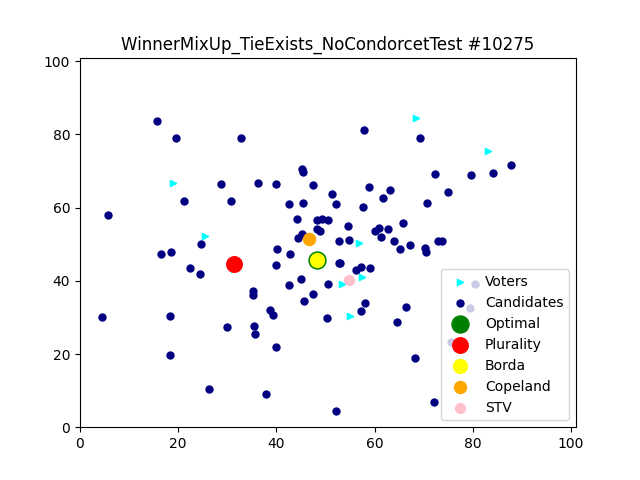 WinnerMixUp_TieExists_NoCondorcetTest #10275
100
80
60
40
20
0
Voters
Candidates
Optimal
Plurality
Borda
Copeland
STV
0 20 40 60 80 100